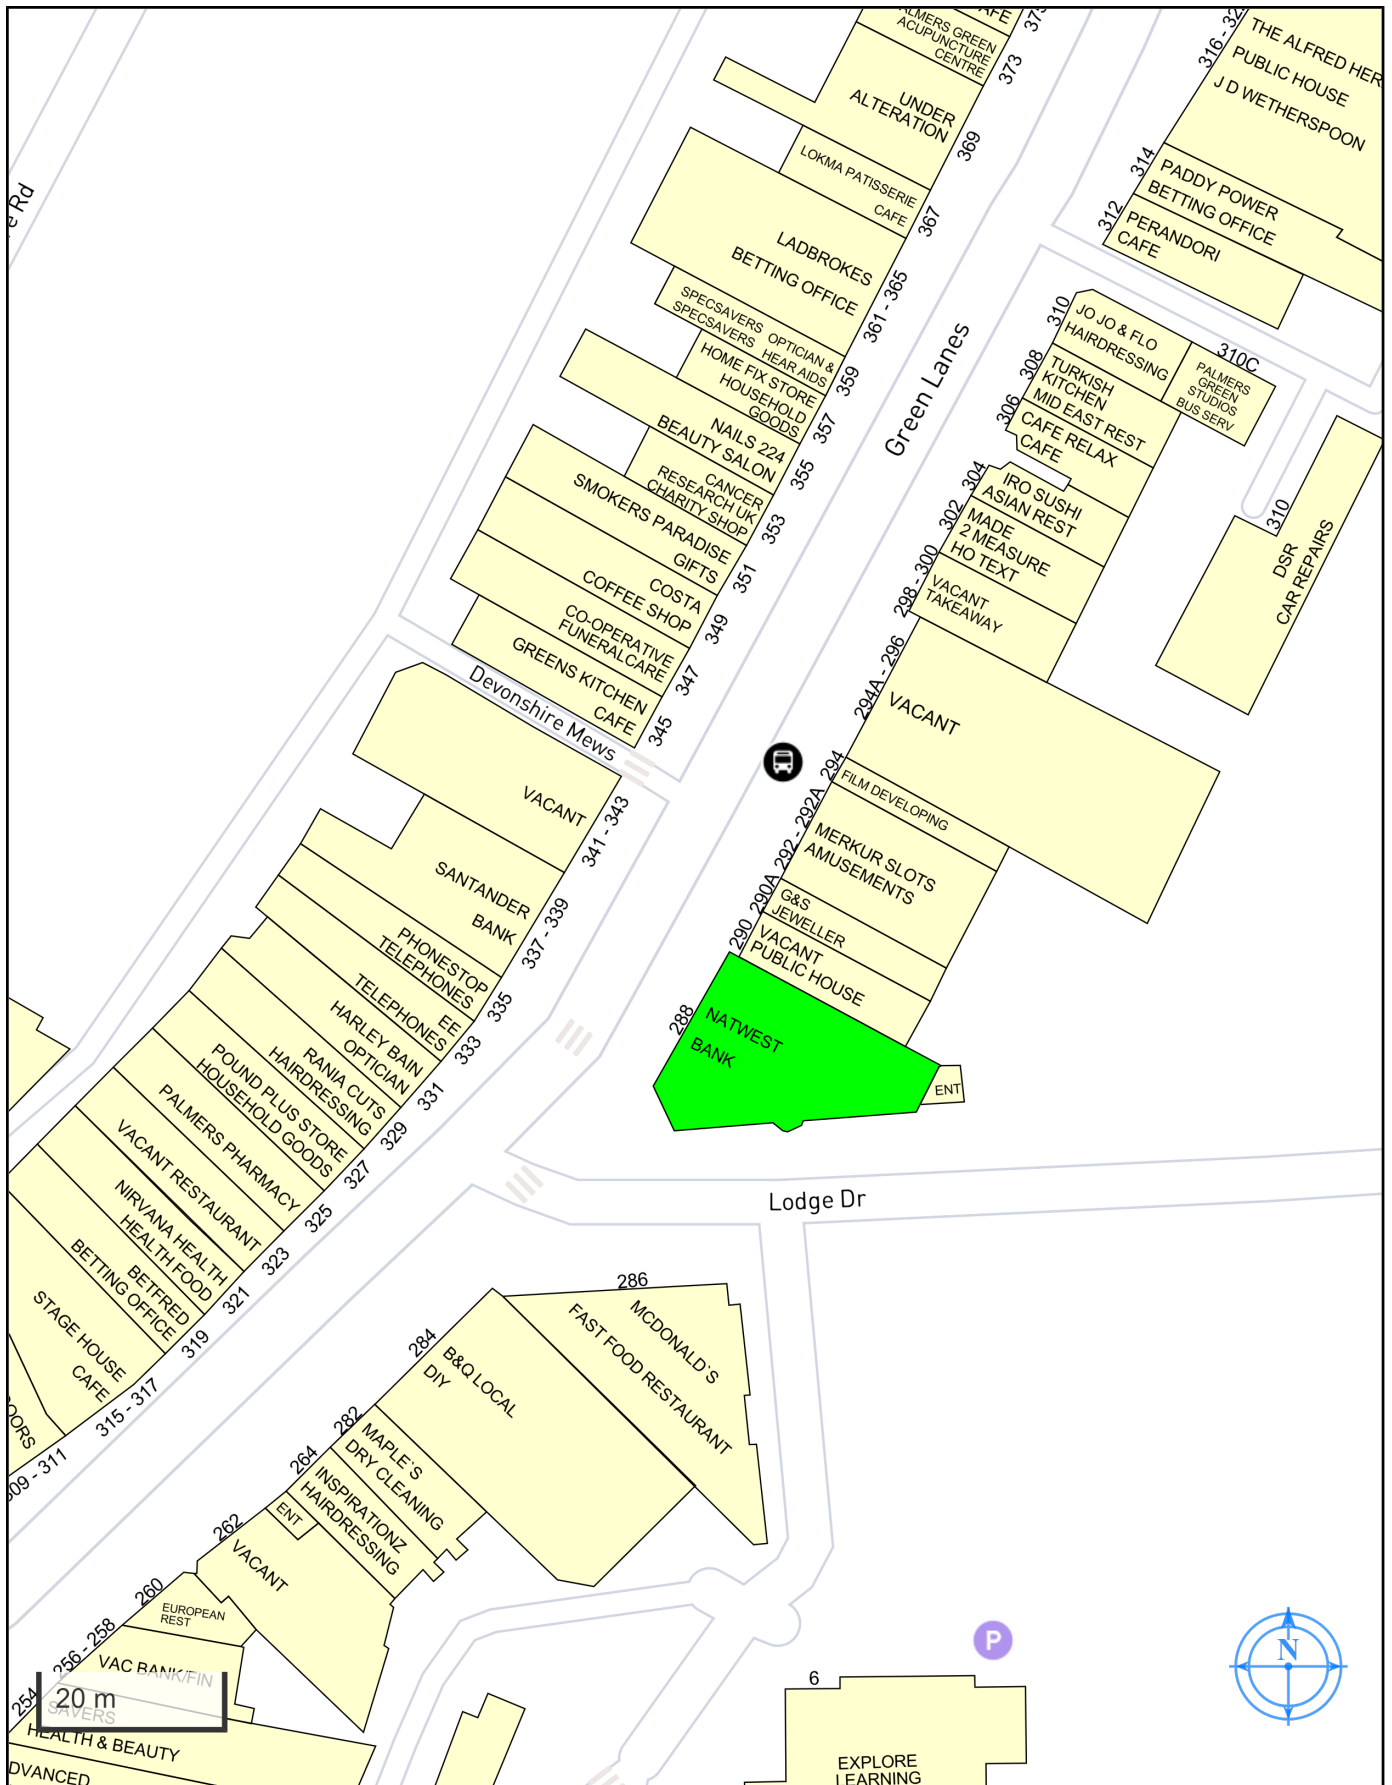 CAFE
375
PALMERS GREEN
ACUPUNCTURE
CENTRE
373
UNDER
ALTERATION
369
LOKMA PATISSERIE
CAFE
367
LADBROKES
BETTING OFFICE
361 - 365
SPECSAVERS OPTICIAN &
SPECSAVERS HEAR AIDS
359
HOME FIX STORE
HOUSEHOLD
GOODS
357
NAILS 224
BEAUTY SALON
355
CANCER
RESEARCH UK
CHARITY SHOP
353
SMOKERS PARADISE
GIFTS
351
COSTA
COFFEE SHOP
349
CO-OPERATIVE
FUNERALCARE
347
GREENS KITCHEN
CAFE
345
Devonshire Mews
VACANT
341 - 343
SANTANDER
BANK
337 - 339
PHONESTOP
TELEPHONES
335
EE
TELEPHONES
333
HARLEY BAIN
OPTICIAN
331
RANIA CUTS
HAIRDRESSING
329
POUND PLUS STORE
HOUSEHOLD GOODS
327
PALMERS PHARMACY
325
VACANT RESTAURANT
323
NIRVANA HEALTH
HEALTH FOOD
321
BETFRED
BETTING OFFICE
319
STAGE HOUSE
CAFE
315 - 317
OORS
309 - 311
e Rd
Green Lanes
316 - 32
THE ALFRED HER
PUBLIC HOUSE
J D WETHERSPOON
314
PADDY POWER
BETTING OFFICE
312
PERANDORI
CAFE
310
JO JO & FLO
HAIRDRESSING
310C
PALMERS
GREEN
STUDIOS
BUS SERV
308
TURKISH
KITCHEN
MID EAST REST
306
CAFE RELAX
CAFE
304
IRO SUSHI
ASIAN REST
302
MADE
2 MEASURE
HO TEXT
298 - 300
VACANT
TAKEAWAY
310
DSR
CAR REPAIRS
294A - 296
VACANT
294
FILM DEVELOPING
292 - 292A
MERKUR SLOTS
AMUSEMENTS
290A
G&S
JEWELLER
290
VACANT
PUBLIC HOUSE
288
NATWEST
BANK
ENT
Lodge Dr
286
MCDONALD`S
FAST FOOD RESTAURANT
284
B&Q LOCAL
DIY
282
MAPLE`S
DRY CLEANING
264
INSPIRATIONZ
HAIRDRESSING
ENT
262
VACANT
260
EUROPEAN
REST
256 - 258
VAC BANK/FIN
254
SAVERS
HEALTH & BEAUTY
DVANCED
20 m
6
EXPLORE
LEARNING
P
N